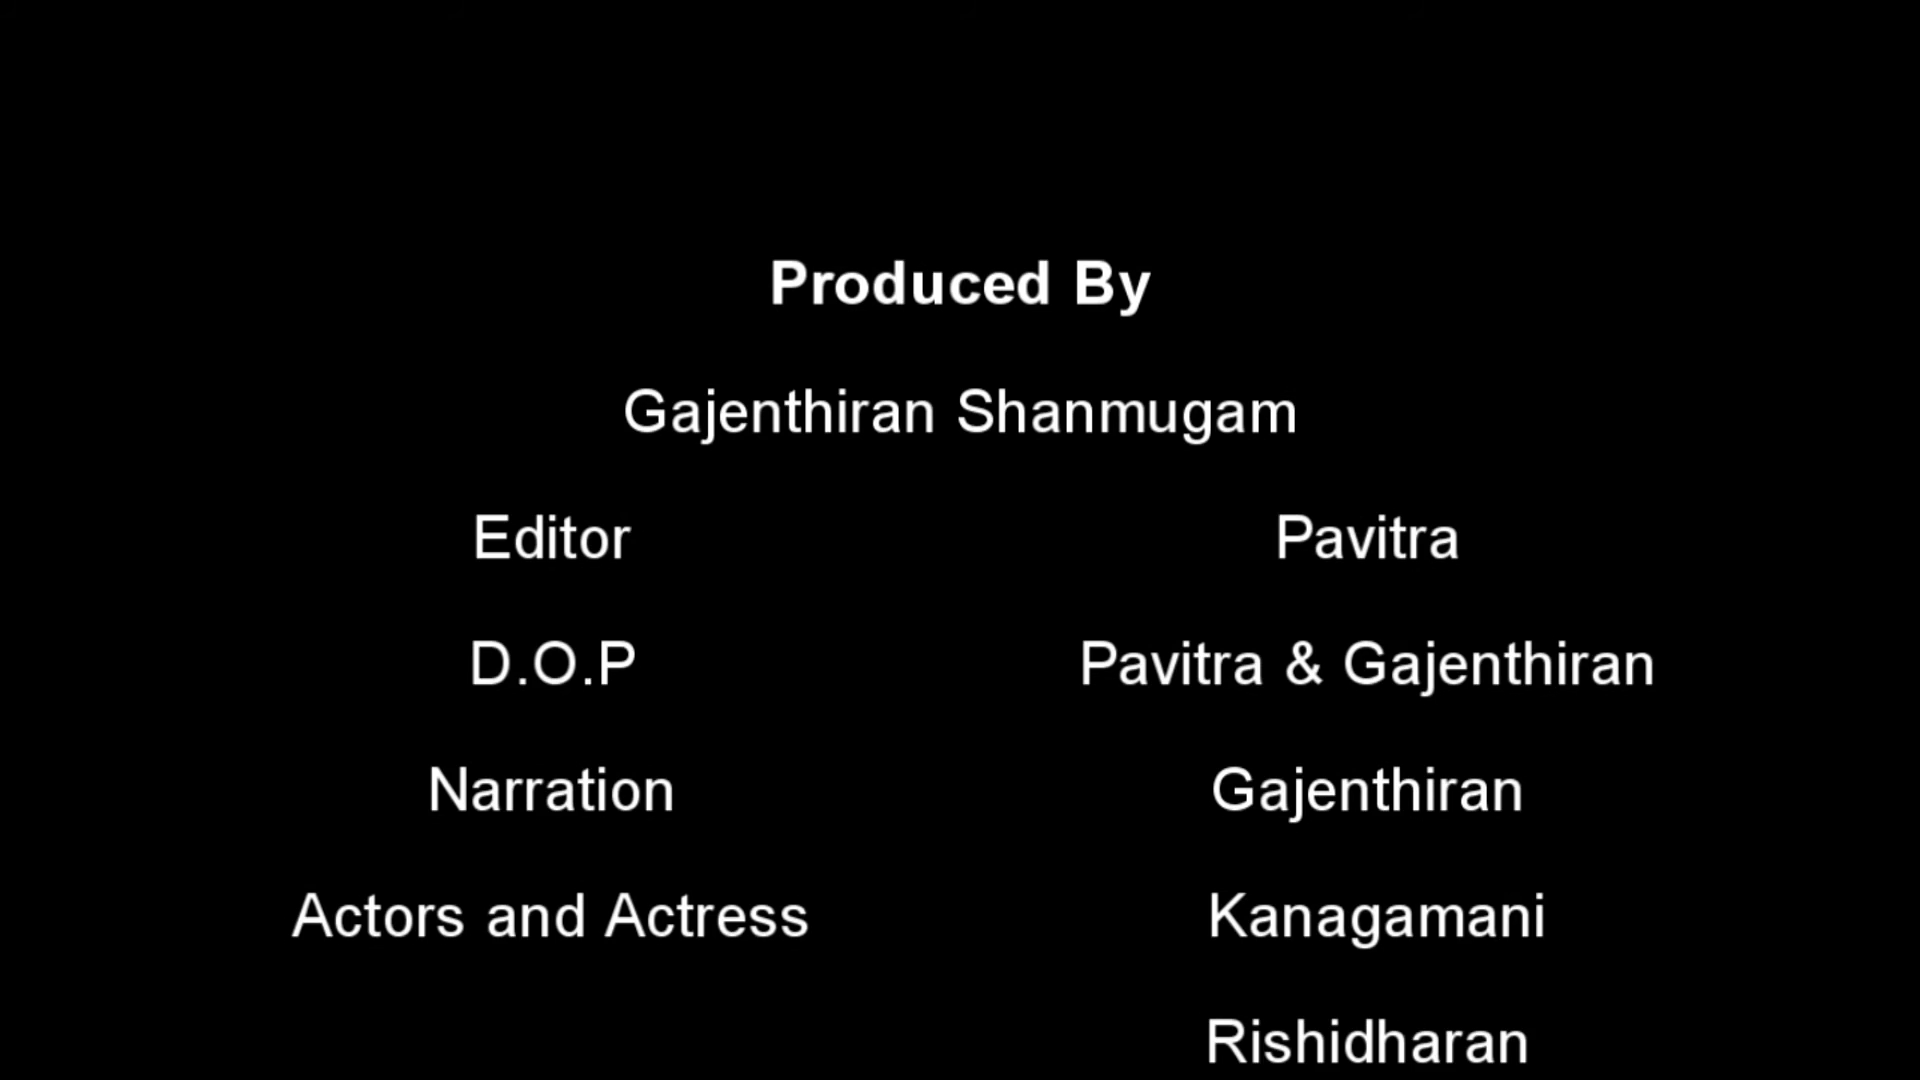 Produced By
Gajenthiran Shanmugam
Editor Pavitra
D.O.P Pavitra & Gajenthiran
Narration Gajenthiran
Actors and Actress Kanagamani
Rishidharan